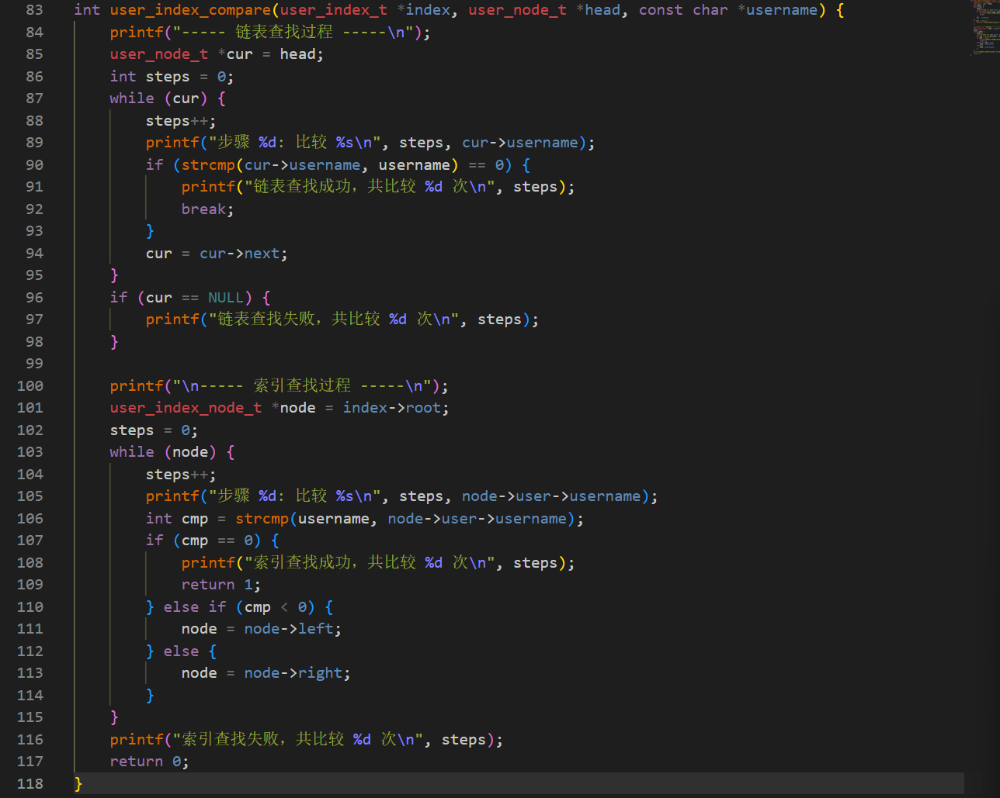 83 int user_index_compare(user_index_t *index, user_node_t *head, const char *username) {
84     printf("----- 链表查找过程 -----\n");
85     user_node_t *cur = head;
86     int steps = 0;
87     while (cur) {
88         steps++;
89         printf("步骤 %d: 比较 %s\n", steps, cur->username);
90         if (strcmp(cur->username, username) == 0) {
91             printf("链表查找成功，共比较 %d 次\n", steps);
92             break;
93         }
94         cur = cur->next;
95     }
96     if (cur == NULL) {
97         printf("链表查找失败，共比较 %d 次\n", steps);
98     }
99
100     printf("\n----- 索引查找过程 -----\n");
101     user_index_node_t *node = index->root;
102     steps = 0;
103     while (node) {
104         steps++;
105         printf("步骤 %d: 比较 %s\n", steps, node->user->username);
106         int cmp = strcmp(username, node->user->username);
107         if (cmp == 0) {
108             printf("索引查找成功，共比较 %d 次\n", steps);
109             return 1;
110         } else if (cmp < 0) {
111             node = node->left;
112         } else {
113             node = node->right;
114         }
115     }
116     printf("索引查找失败，共比较 %d 次\n", steps);
117     return 0;
118 }